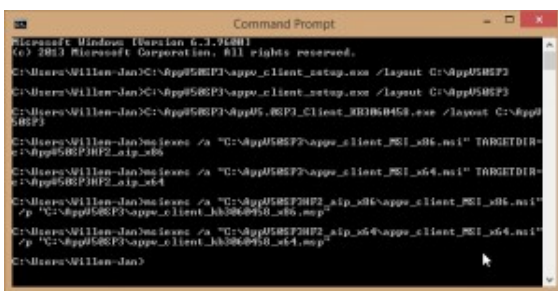 Command Prompt
Microsoft Windows [Version 6.3.9600]
(c) 2013 Microsoft Corporation. All rights reserved.
C:\Users\Willem-Jan>C:\AppV50SP3\appv_client_setup.exe /layout C:\AppV50SP3
C:\Users\Willem-Jan>C:\AppV50SP3\appv_client_setup.exe /layout C:\AppV50SP3
C:\Users\Willem-Jan>C:\AppV50SP3\AppV5.0SP3_Client_KB3060458.exe /layout C:\AppV
50SP3
C:\Users\Willem-Jan>msiexec /a "C:\AppV50SP3\appv_client_MSI_x86.msi" TARGETDIR=
c:\AppV50SP3HF2_aip_x86
C:\Users\Willem-Jan>msiexec /a "C:\AppV50SP3\appv_client_MSI_x64.msi" TARGETDIR=
c:\AppV50SP3HF2_aip_x64
C:\Users\Willem-Jan>msiexec /a "C:\AppV50SP3HF2_aip_x86\appv_client_MSI_x86.msi"
/p "C:\AppV50SP3\appv_client_kb3060458_x86.msp"
C:\Users\Willem-Jan>msiexec /a "C:\AppV50SP3HF2_aip_x64\appv_client_MSI_x64.msi"
/p "C:\AppV50SP3\appv_client_kb3060458_x64.msp"
C:\Users\Willem-Jan>